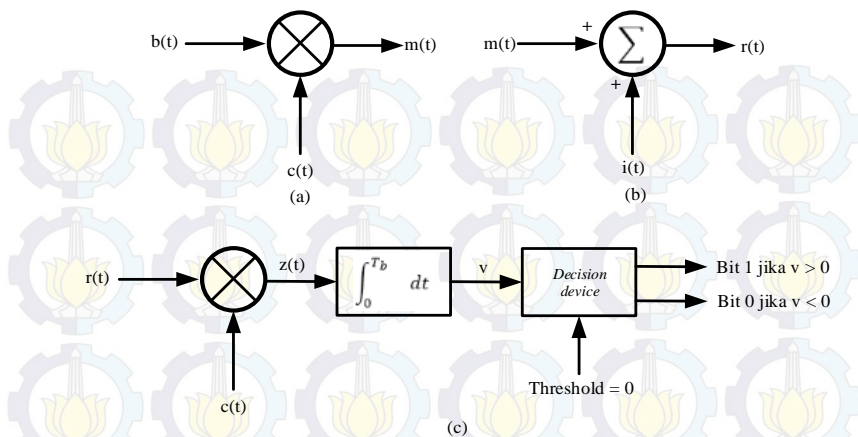 b(t) m(t)
c(t)
(a)
m(t) + ∑ r(t)
+
i(t)
(b)
r(t) z(t) ∫₀^{T_b} dt v Decision device Bit 1 jika v > 0
Bit 0 jika v < 0
c(t) Threshold = 0
(c)